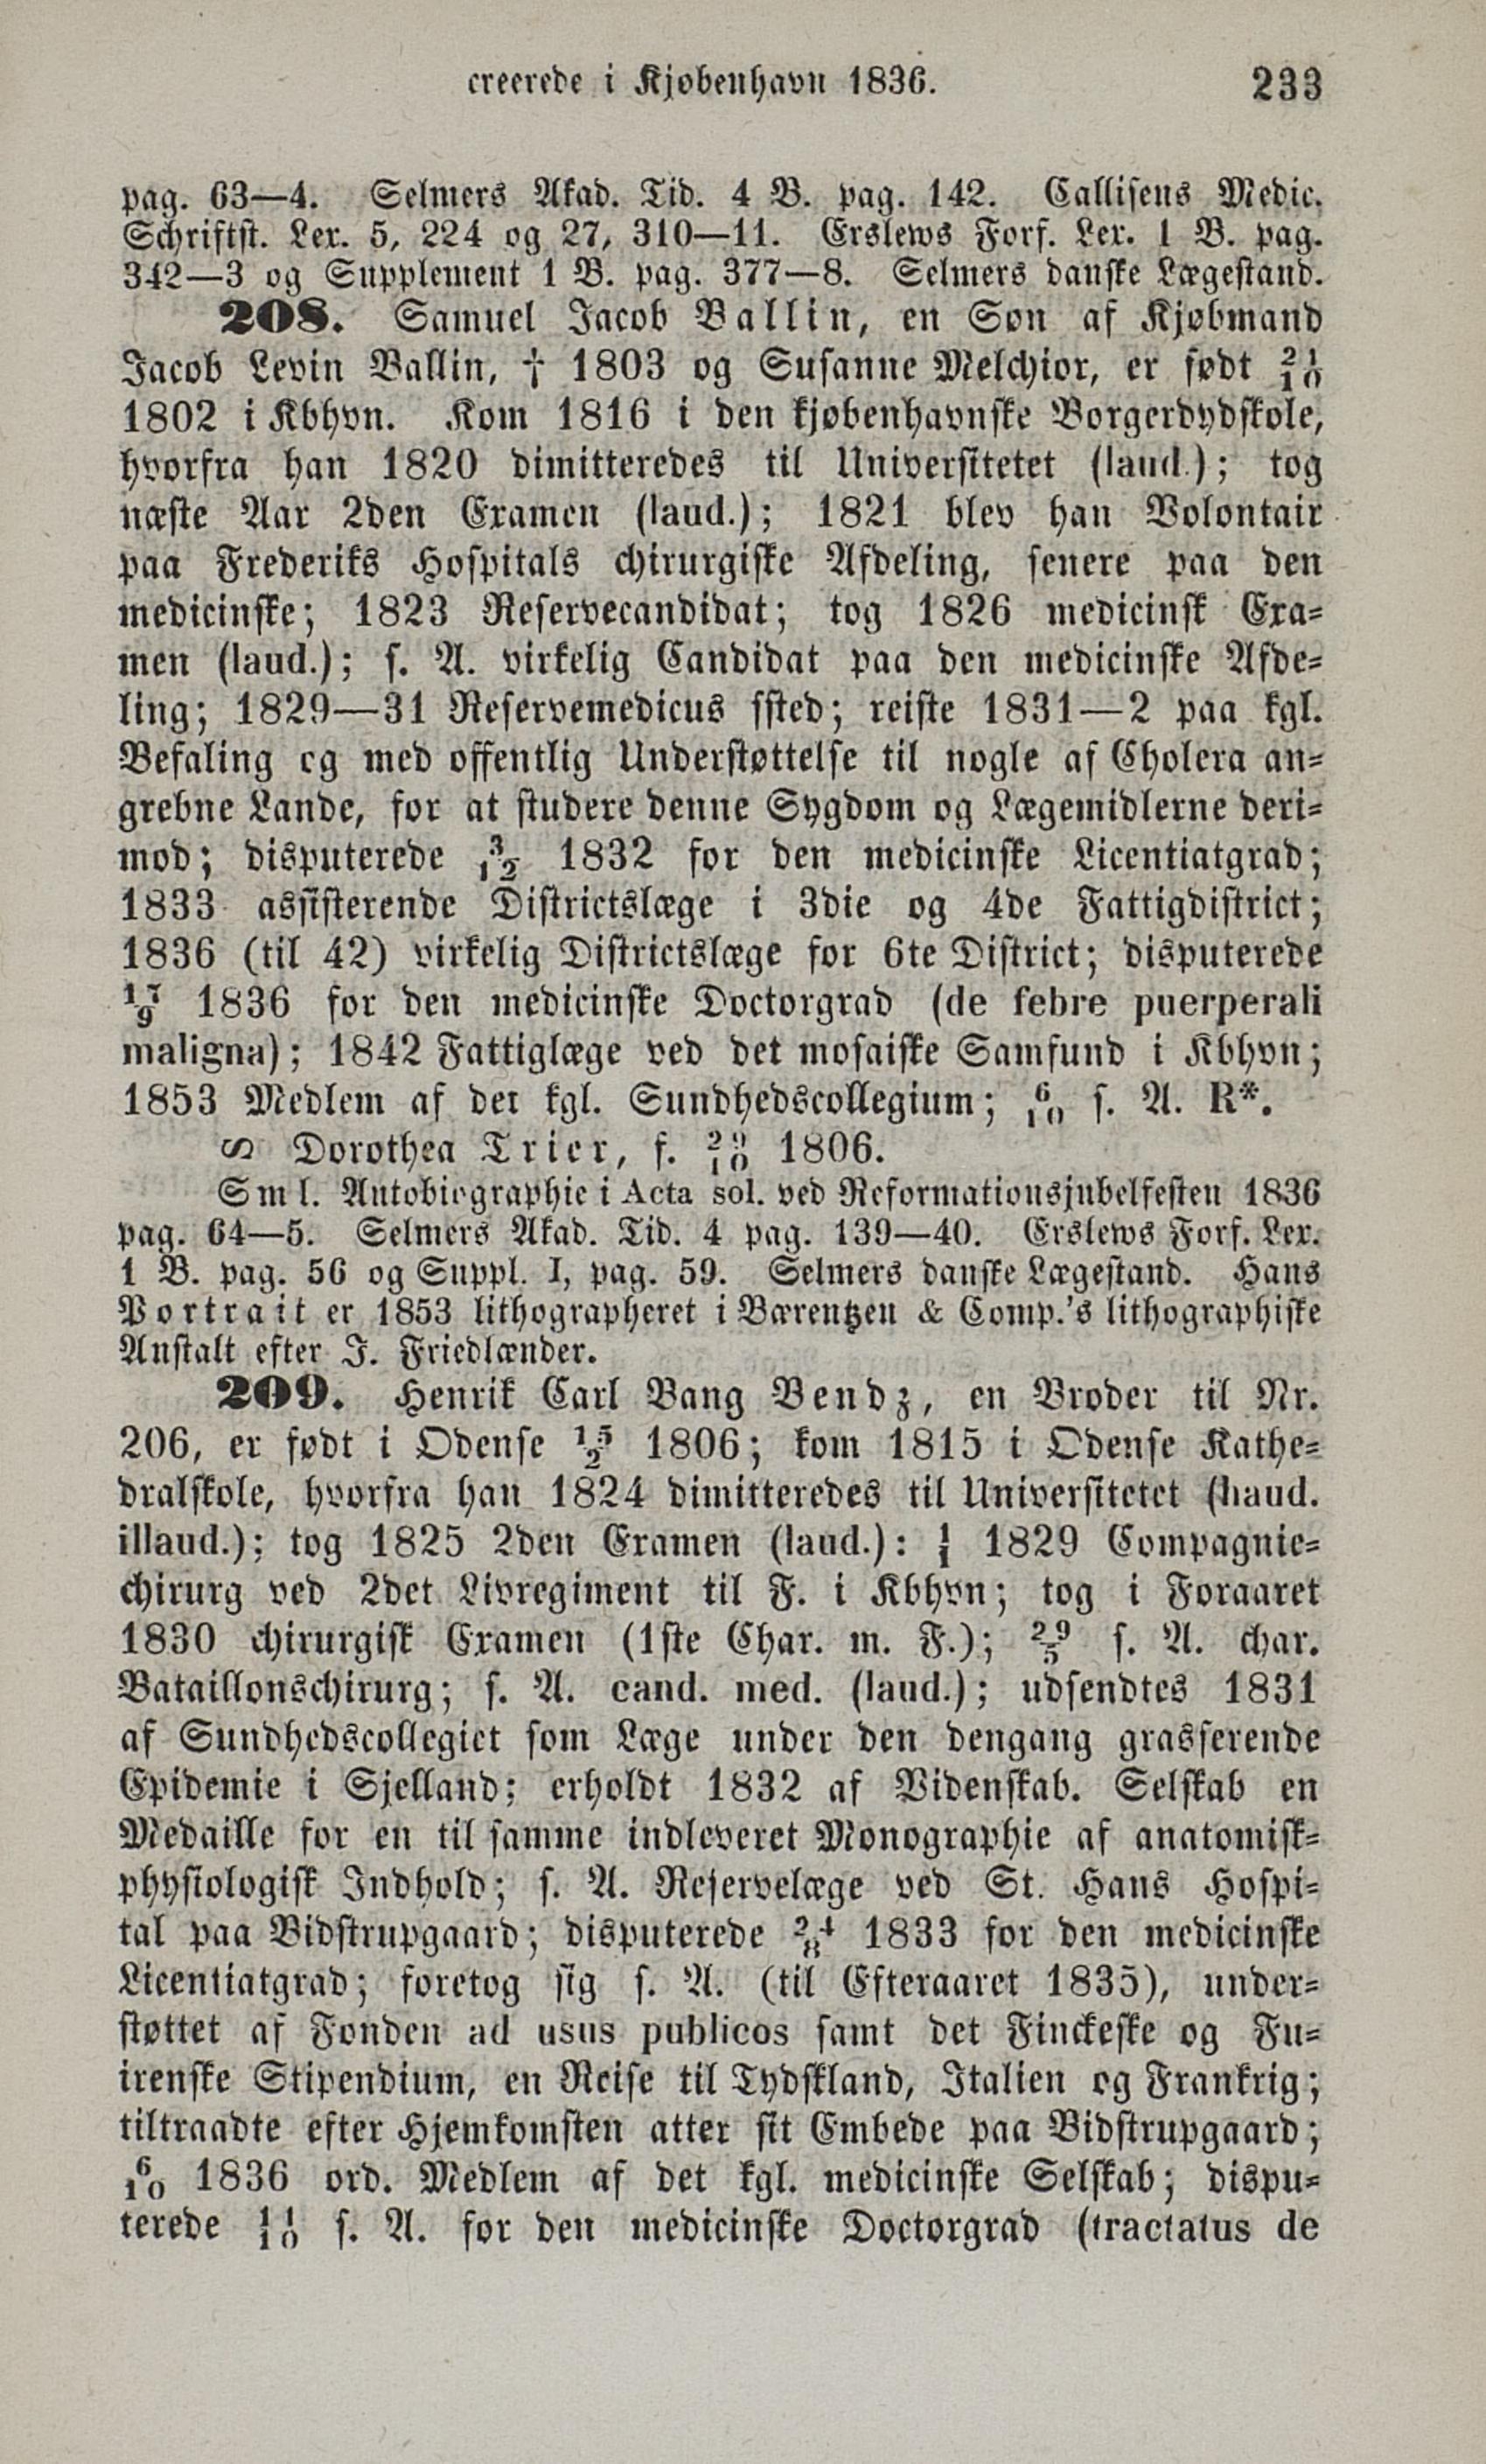 creerede i Kjøbenhavn 1836. 233
pag. 63—4. Selmers Akad. Tid. 4 B. pag. 142. Callisens Medic.
Schriftst. Lex. 5, 224 og 27, 310—11. Erslews Forf. Lex. 1 B. pag.
342—3 og Supplement 1 B. pag. 377—8. Selmers danske Lægestand.
208. Samuel Jacob Ballin, en Søn af Kjøbmand
Jacob Levin Ballin, † 1803 og Susanne Melchior, er født 21/10
1802 i Kbhvn. Kom 1816 i den kjøbenhavnske Borgerdydskole,
hvorfra han 1820 dimitteredes til Universitetet (laud.); tog
næste Aar 2den Examen (laud.); 1821 blev han Volontair
paa Frederiks Hospitals chirurgiske Afdeling, senere paa den
medicinske; 1823 Reservecandidat; tog 1826 medicinsk Exa-
men (laud.); s. A. virkelig Candidat paa den medicinske Afde-
ling; 1829—31 Reservemedicus ssted; reiste 1831—2 paa kgl.
Befaling og med offentlig Understøttelse til nogle af Cholera an-
grebne Lande, for at studere denne Sygdom og Lægemidlerne deri-
mod; disputerede 3/12 1832 for den medicinske Licentiatgrad;
1833 assisterende Districtslæge i 3die og 4de Fattigdistrict;
1836 (til 42) virkelig Districtslæge for 6te District; disputerede
17/9 1836 for den medicinske Doctorgrad (de febre puerperali
maligna); 1842 Fattiglæge ved det mosaiske Samfund i Kbhvn;
1853 Medlem af det kgl. Sundhedscollegium; 6/10 s. A. R*.
∽ Dorothea Trier, f. 29/10 1806.
Sml. Autobiographie i Acta sol. ved Reformationsjubelfesten 1836
pag. 64—5. Selmers Akad. Tid. 4 pag. 139—40. Erslews Forf. Lex.
1 B. pag. 56 og Suppl. I, pag. 59. Selmers danske Lægestand. Hans
Portrait er 1853 lithographeret i Bærentzen & Comp.'s lithographiske
Anstalt efter J. Friedlænder.
209. Henrik Carl Bang Bendz, en Broder til Nr.
206, er født i Odense 15/2 1806; kom 1815 i Odense Kathe-
dralskole, hvorfra han 1824 dimitteredes til Universitetet (haud.
illaud.); tog 1825 2den Examen (laud.): 1/1 1829 Compagnie-
chirurg ved 2det Livregiment til F. i Kbhvn; tog i Foraaret
1830 chirurgisk Examen (1ste Char. m. F.); 29/5 s. A. char.
Bataillonschirurg; s. A. cand. med. (laud.); udsendtes 1831
af Sundhedscollegiet som Læge under den dengang grasserende
Epidemie i Sjelland; erholdt 1832 af Videnskab. Selskab en
Medaille for en til samme indleveret Monographie af anatomisk-
physiologisk Indhold; s. A. Reservelæge ved St. Hans Hospi-
tal paa Bidstrupgaard; disputerede 24/8 1833 for den medicinske
Licentiatgrad; foretog sig s. A. (til Efteraaret 1835), under-
støttet af Fonden ad usus publicos samt det Finckeske og Fu-
irenske Stipendium, en Reise til Tydskland, Italien og Frankrig;
tiltraadte efter Hjemkomsten atter sit Embede paa Bidstrupgaard;
6/10 1836 ord. Medlem af det kgl. medicinske Selskab; dispu-
terede 11/10 s. A. for den medicinske Doctorgrad (tractatus de